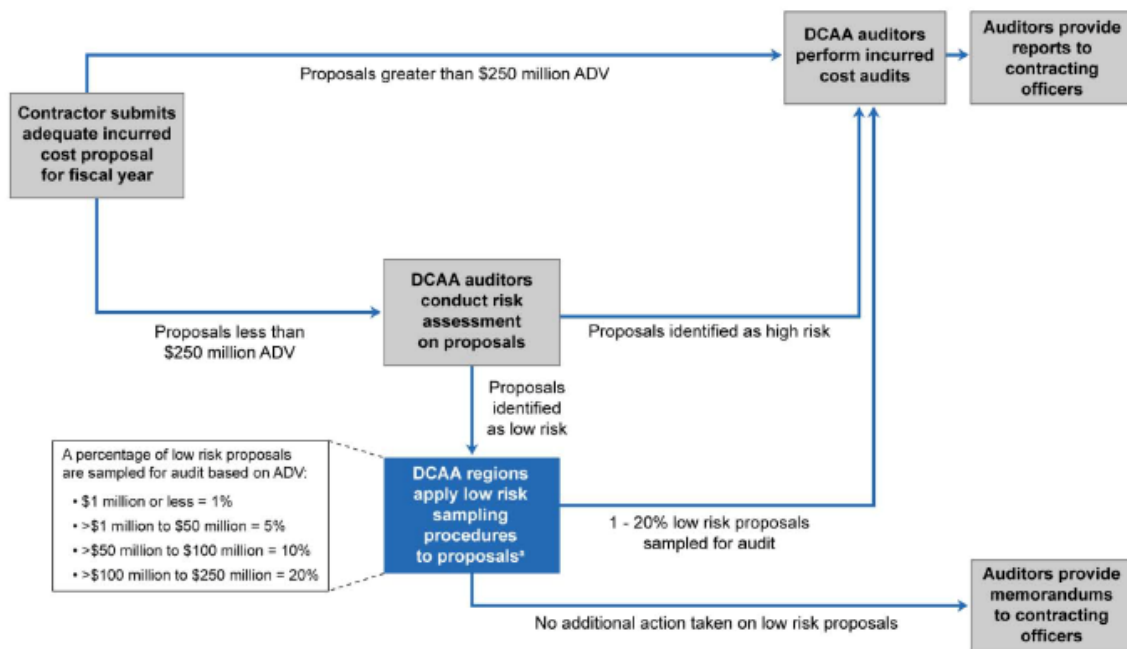 DCAA auditors
perform incurred
cost audits
Auditors provide
reports to
contracting
officers
Proposals greater than $250 million ADV
Contractor submits
adequate incurred
cost proposal
for fiscal year
DCAA auditors
conduct risk
assessment
on proposals
Proposals less than
$250 million ADV
Proposals identified as high risk
Proposals
identified
as low risk
A percentage of low risk proposals
are sampled for audit based on ADV:
• $1 million or less = 1%
• >$1 million to $50 million = 5%
• >$50 million to $100 million = 10%
• >$100 million to $250 million = 20%
DCAA regions
apply low risk
sampling
procedures
to proposalsª
1 - 20% low risk proposals
sampled for audit
No additional action taken on low risk proposals
Auditors provide
memorandums
to contracting
officers